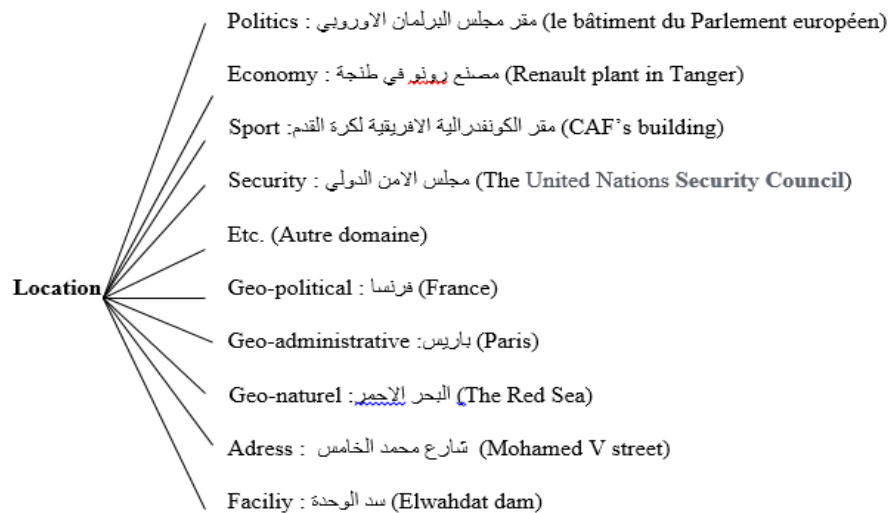 Politics : مقر مجلس البرلمان الاوروبي (le bâtiment du Parlement européen)
Economy : مصنع رونو في طنجة (Renault plant in Tanger)
Sport :مقر الكونفدرالية الافريقية لكرة القدم (CAF’s building)
Security : مجلس الامن الدولي (The United Nations Security Council)
Etc. (Autre domaine)
Location
Geo-political : فرنسا (France)
Geo-administrative :باريس (Paris)
Geo-naturel :البحر الاحمر (The Red Sea)
Adress : شارع محمد الخامس (Mohamed V street)
Faciliy : سد الوحدة (Elwahdat dam)